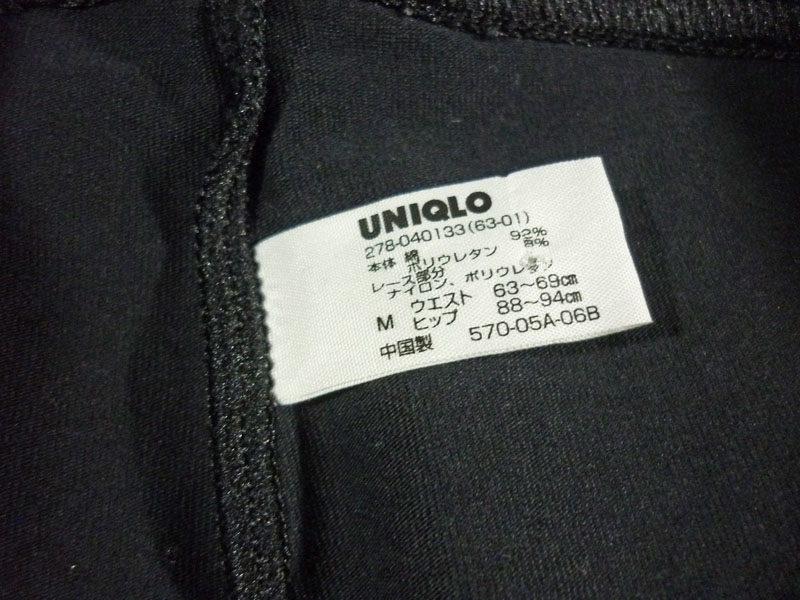 UNIQLO
278-040133(63-01)
本体 綿 92%
ポリウレタン 8%
レース部分
ナイロン、ポリウレタン
M ウエスト 63〜69cm
ヒップ 88〜94cm
中国製 570-05A-06B